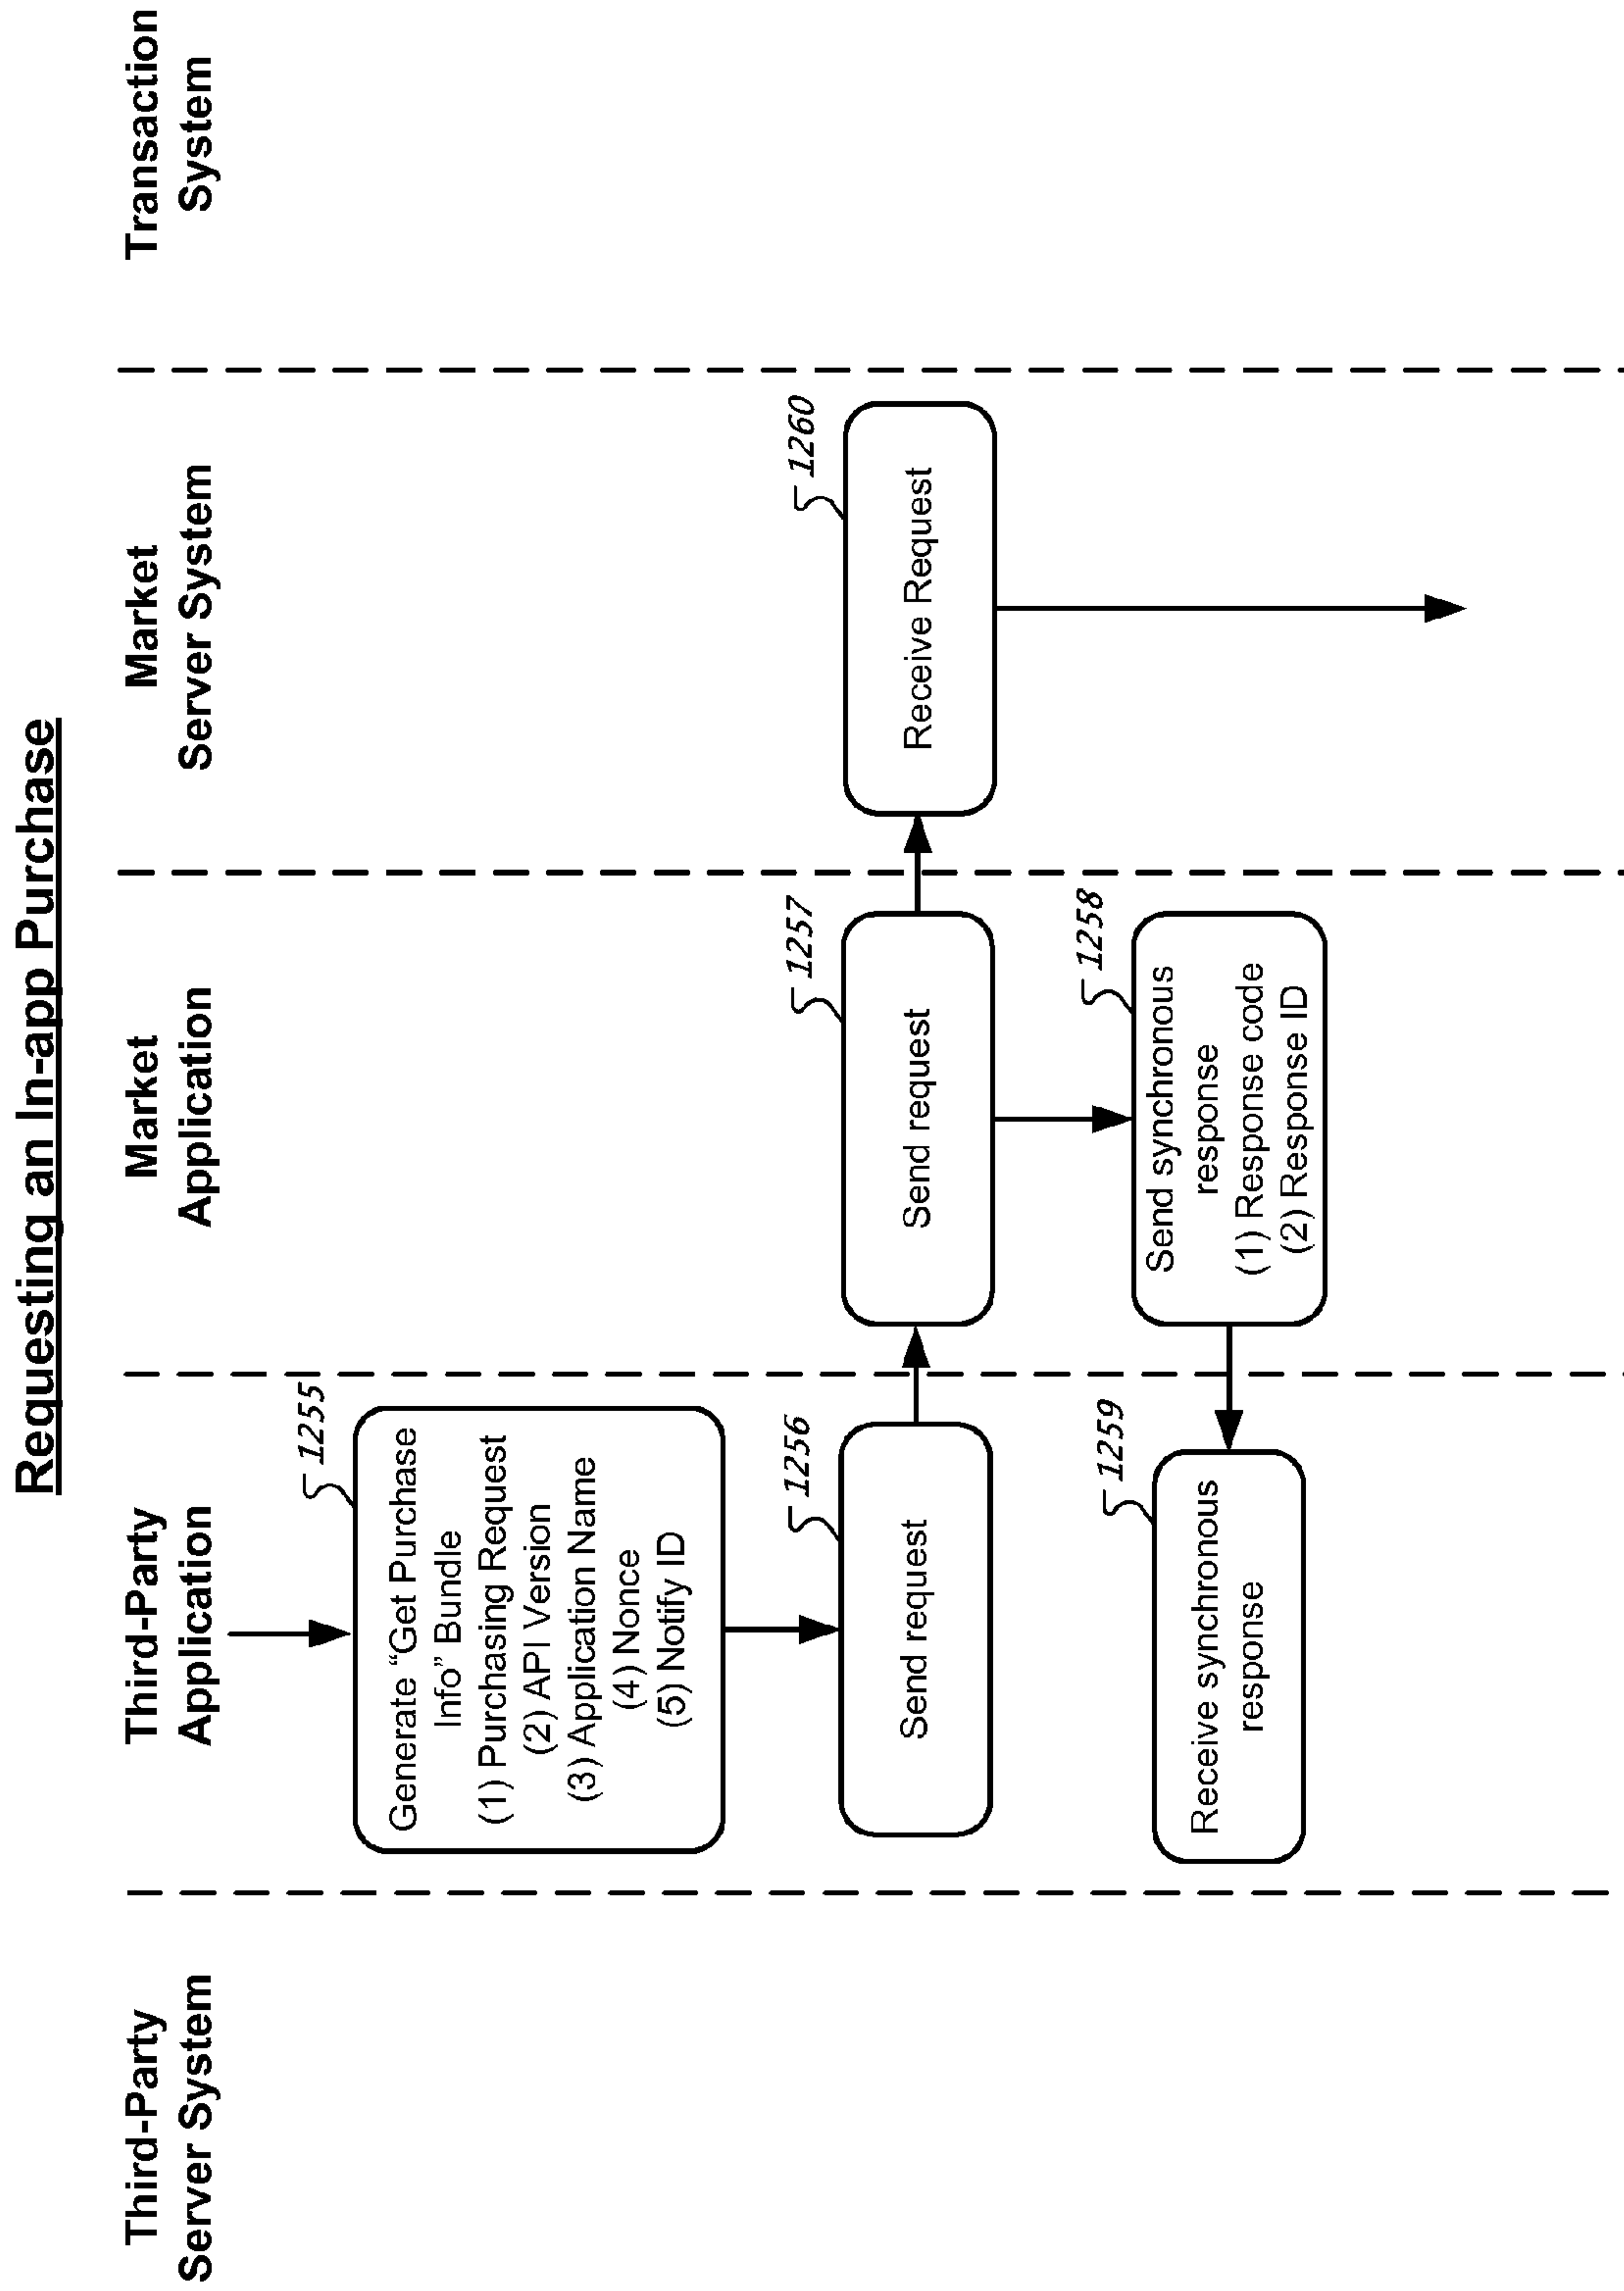 Requesting an In-app Purchase
Third-Party
Server System
Third-Party
Application
Market
Application
Market
Server System
Transaction
System
1255
Generate “Get Purchase
Info” Bundle
(1) Purchasing Request
(2) API Version
(3) Application Name
(4) Nonce
(5) Notify ID
1256
Send request
1257
Send request
1260
Receive Request
1258
Send synchronous
response
(1) Response code
(2) Response ID
1259
Receive synchronous
response